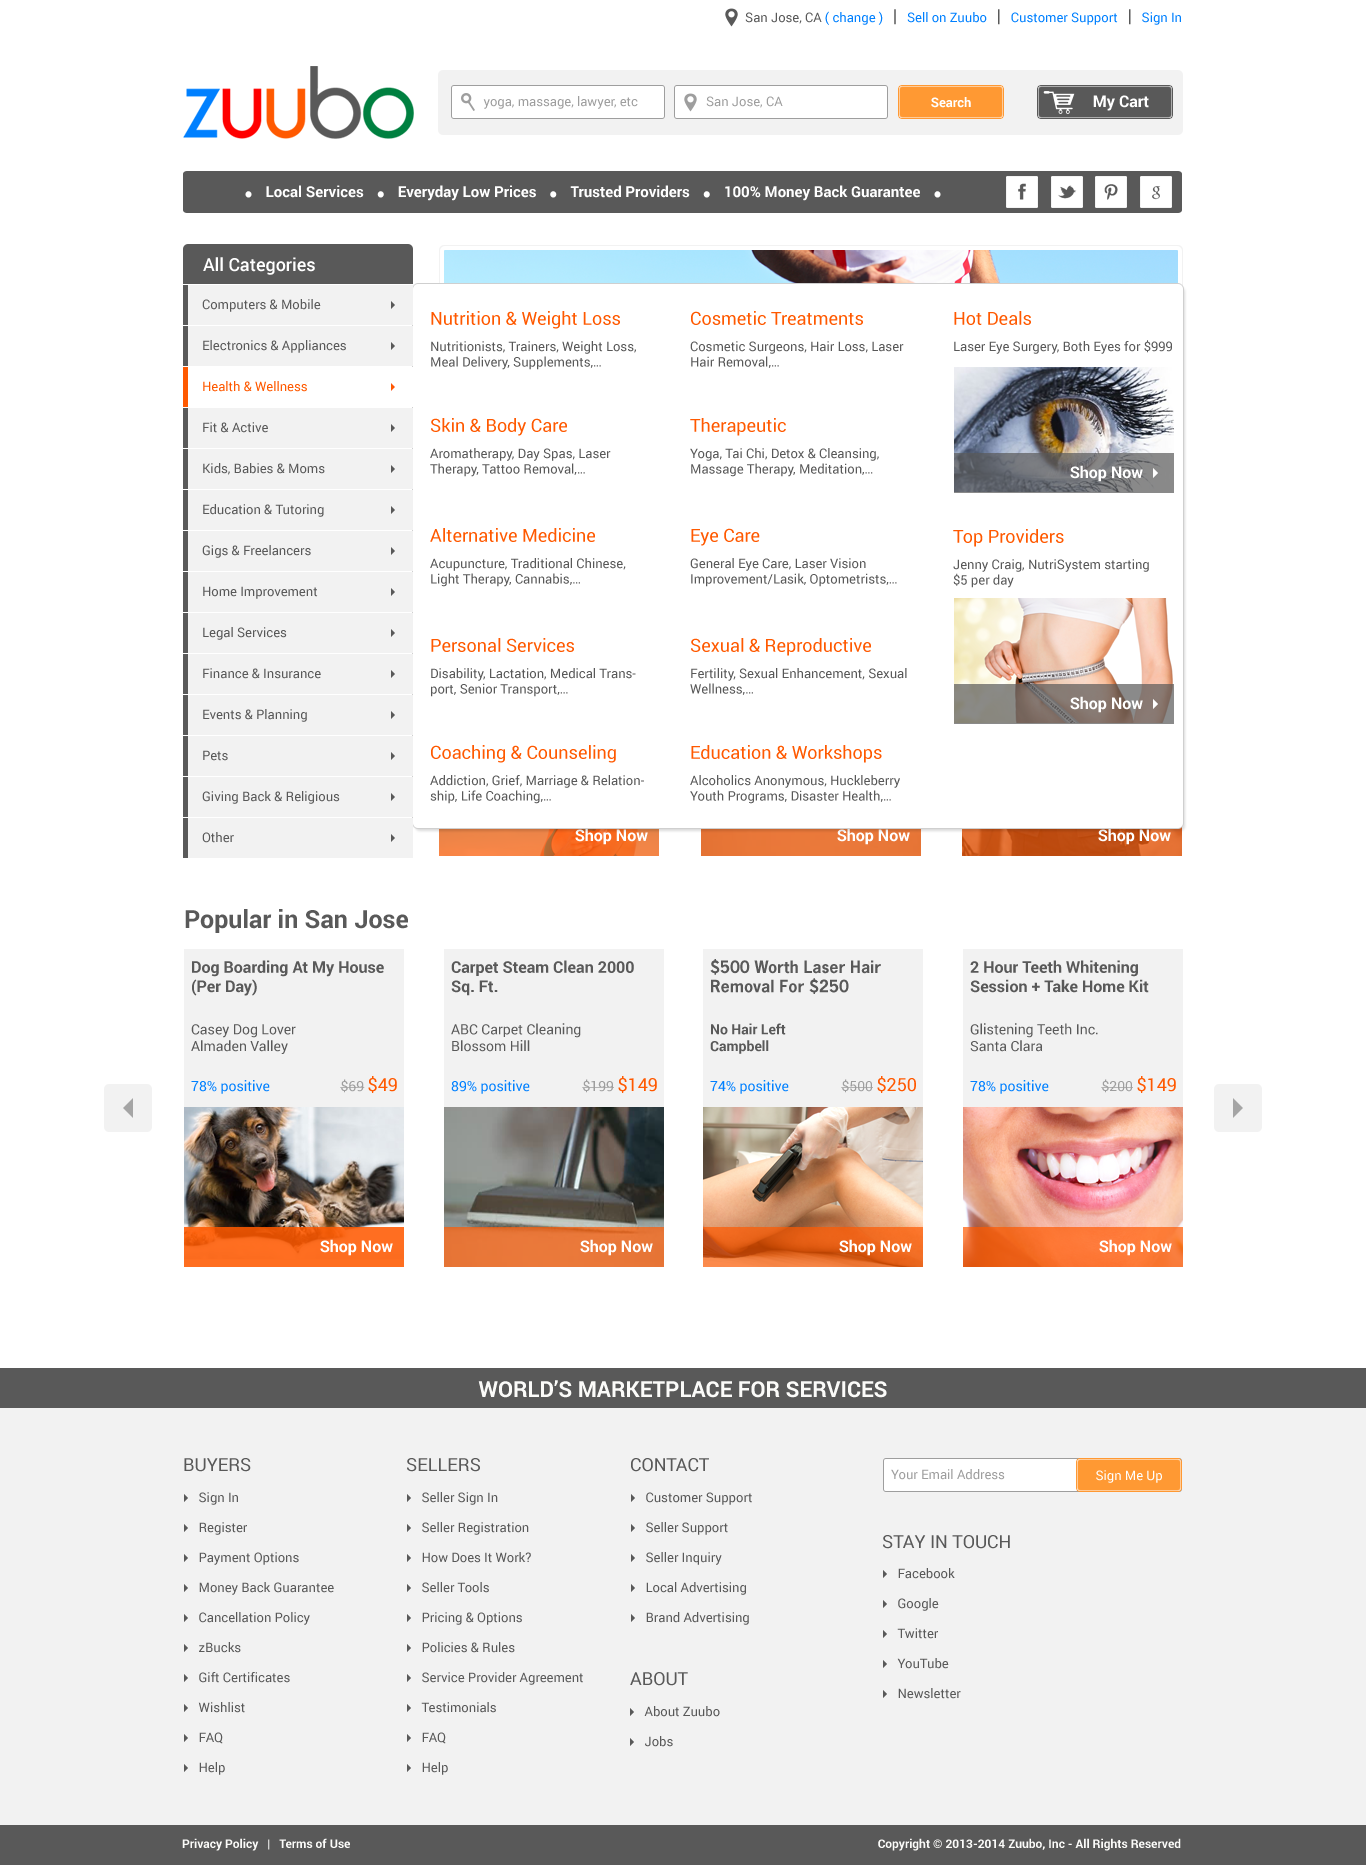 San Jose, CA ( change ) | Sell on Zuubo | Customer Support | Sign In
zuubo
yoga, massage, lawyer, etc
San Jose, CA
Search
My Cart
• Local Services • Everyday Low Prices • Trusted Providers • 100% Money Back Guarantee •
f
g
All Categories
Computers & Mobile
Electronics & Appliances
Health & Wellness
Fit & Active
Kids, Babies & Moms
Education & Tutoring
Gigs & Freelancers
Home Improvement
Legal Services
Finance & Insurance
Events & Planning
Pets
Giving Back & Religious
Other
Nutrition & Weight Loss
Nutritionists, Trainers, Weight Loss,
Meal Delivery, Supplements,...
Cosmetic Treatments
Cosmetic Surgeons, Hair Loss, Laser
Hair Removal,...
Hot Deals
Laser Eye Surgery, Both Eyes for $999
Shop Now
Skin & Body Care
Aromatherapy, Day Spas, Laser
Therapy, Tattoo Removal,...
Therapeutic
Yoga, Tai Chi, Detox & Cleansing,
Massage Therapy, Meditation,...
Alternative Medicine
Acupuncture, Traditional Chinese,
Light Therapy, Cannabis,...
Eye Care
General Eye Care, Laser Vision
Improvement/Lasik, Optometrists,...
Top Providers
Jenny Craig, NutriSystem starting
$5 per day
Shop Now
Personal Services
Disability, Lactation, Medical Trans-
port, Senior Transport,...
Sexual & Reproductive
Fertility, Sexual Enhancement, Sexual
Wellness,...
Coaching & Counseling
Addiction, Grief, Marriage & Relation-
ship, Life Coaching,...
Education & Workshops
Alcoholics Anonymous, Huckleberry
Youth Programs, Disaster Health,...
Shop Now
Shop Now
Shop Now
Popular in San Jose
Dog Boarding At My House
(Per Day)
Casey Dog Lover
Almaden Valley
78% positive $69 $49
Shop Now
Carpet Steam Clean 2000
Sq. Ft.
ABC Carpet Cleaning
Blossom Hill
89% positive $199 $149
Shop Now
$500 Worth Laser Hair
Removal For $250
No Hair Left
Campbell
74% positive $500 $250
Shop Now
2 Hour Teeth Whitening
Session + Take Home Kit
Glistening Teeth Inc.
Santa Clara
78% positive $200 $149
Shop Now
WORLD'S MARKETPLACE FOR SERVICES
BUYERS
Sign In
Register
Payment Options
Money Back Guarantee
Cancellation Policy
zBucks
Gift Certificates
Wishlist
FAQ
Help
SELLERS
Seller Sign In
Seller Registration
How Does It Work?
Seller Tools
Pricing & Options
Policies & Rules
Service Provider Agreement
Testimonials
FAQ
Help
CONTACT
Customer Support
Seller Support
Seller Inquiry
Local Advertising
Brand Advertising
ABOUT
About Zuubo
Jobs
Your Email Address
Sign Me Up
STAY IN TOUCH
Facebook
Google
Twitter
YouTube
Newsletter
Privacy Policy | Terms of Use
Copyright © 2013-2014 Zuubo, Inc - All Rights Reserved